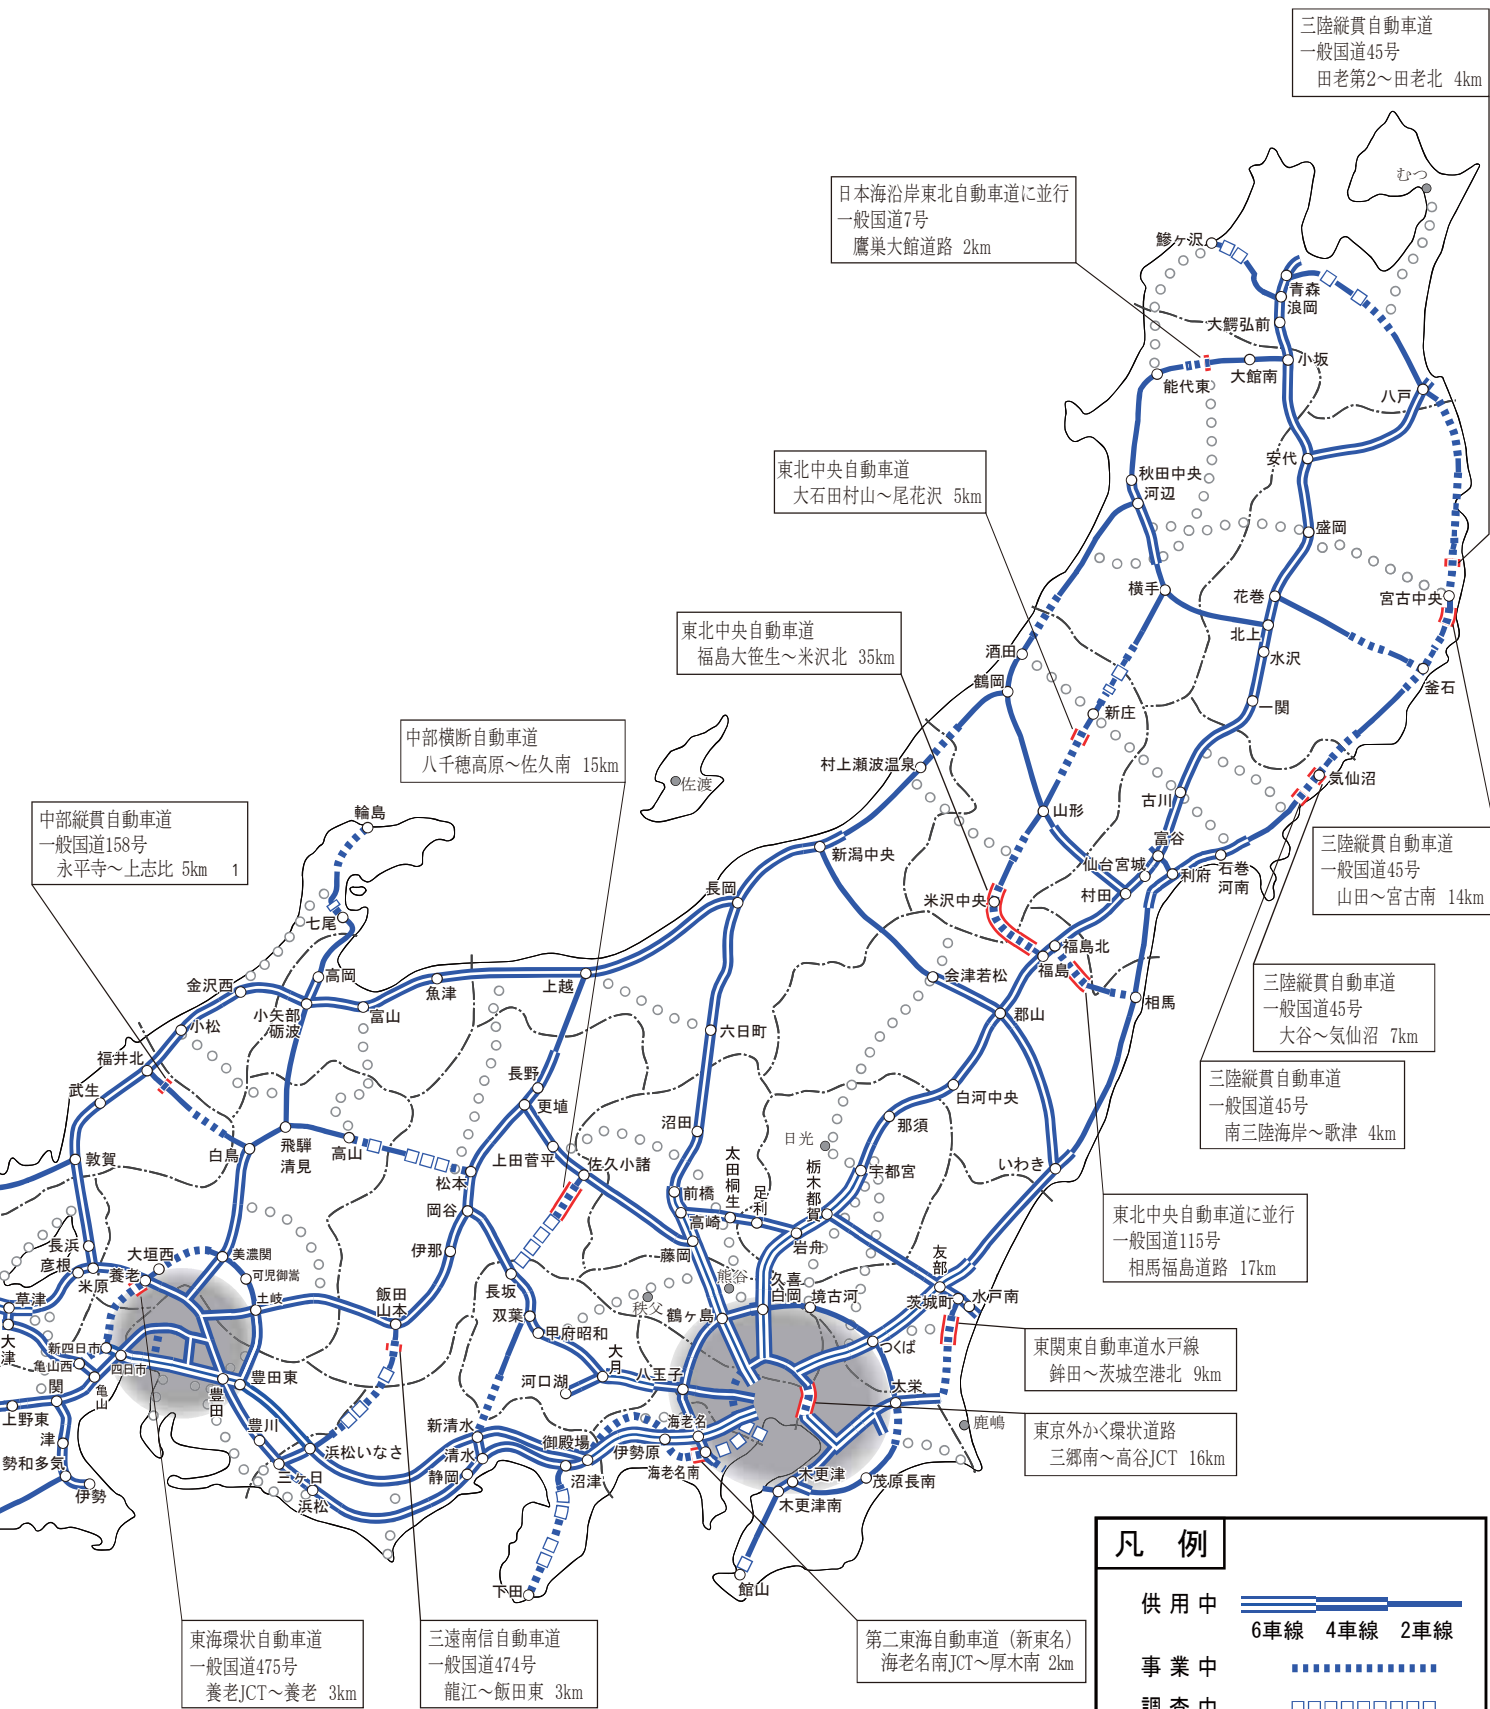 三陸縦貫自動車道
一般国道45号
田老第2～田老北 4km
日本海沿岸東北自動車道に並行
一般国道7号
鷹巣大館道路 2km
東北中央自動車道
大石田村山～尾花沢 5km
東北中央自動車道
福島大笹生～米沢北 35km
中部横断自動車道
八千穂高原～佐久南 15km
中部縦貫自動車道
一般国道158号
永平寺～上志比 5km 1
むつ
鰺ヶ沢
青森
浪岡
大鰐弘前
小坂
大館南
能代東
八戸
安代
秋田中央
河辺
盛岡
横手
花巻
宮古中央
北上
水沢
酒田
鶴岡
釜石
一関
新庄
村上瀬波温泉
気仙沼
佐渡
古川
山形
富谷
仙台宮城
利府
石巻
河南
村田
新潟中央
長岡
米沢中央
福島北
福島
会津若松
相馬
郡山
輪島
七尾
高岡
金沢西
小矢部
砺波
富山
魚津
上越
小松
福井北
武生
六日町
長野
更埴
白河中央
那須
沼田
日光
太田桐生
足利
栃木都賀
宇都宮
いわき
飛騨
清見
高山
白鳥
敦賀
松本
上田菅平
佐久小諸
前橋
高崎
岡谷
岩舟
藤岡
伊那
友部
長浜
彦根
米原
大垣西
養老
美濃関
可児御嵩
土岐
草津
大津
飯田
山本
長坂
双葉
甲府昭和
秩父
熊谷
久喜
白岡
境古河
茨城町
水戸南
鶴ヶ島
つくば
新四日市
亀山西
四日市
関
亀山
上野東
津
勢和多気
伊勢
豊田
豊田東
豊川
三ヶ日
浜松
浜松いなさ
大月
河口湖
八王子
大栄
鹿嶋
新清水
清水
静岡
御殿場
沼津
伊勢原
海老名
海老名南
木更津
木更津南
茂原長南
下田
館山
三陸縦貫自動車道
一般国道45号
山田～宮古南 14km
三陸縦貫自動車道
一般国道45号
大谷～気仙沼 7km
三陸縦貫自動車道
一般国道45号
南三陸海岸～歌津 4km
東北中央自動車道に並行
一般国道115号
相馬福島道路 17km
東関東自動車道水戸線
鉾田～茨城空港北 9km
東京外かく環状道路
三郷南～高谷JCT 16km
東海環状自動車道
一般国道475号
養老JCT～養老 3km
三遠南信自動車道
一般国道474号
龍江～飯田東 3km
第二東海自動車道（新東名）
海老名南JCT～厚木南 2km
凡例
供用中
6車線 4車線 2車線
事業中
調査中